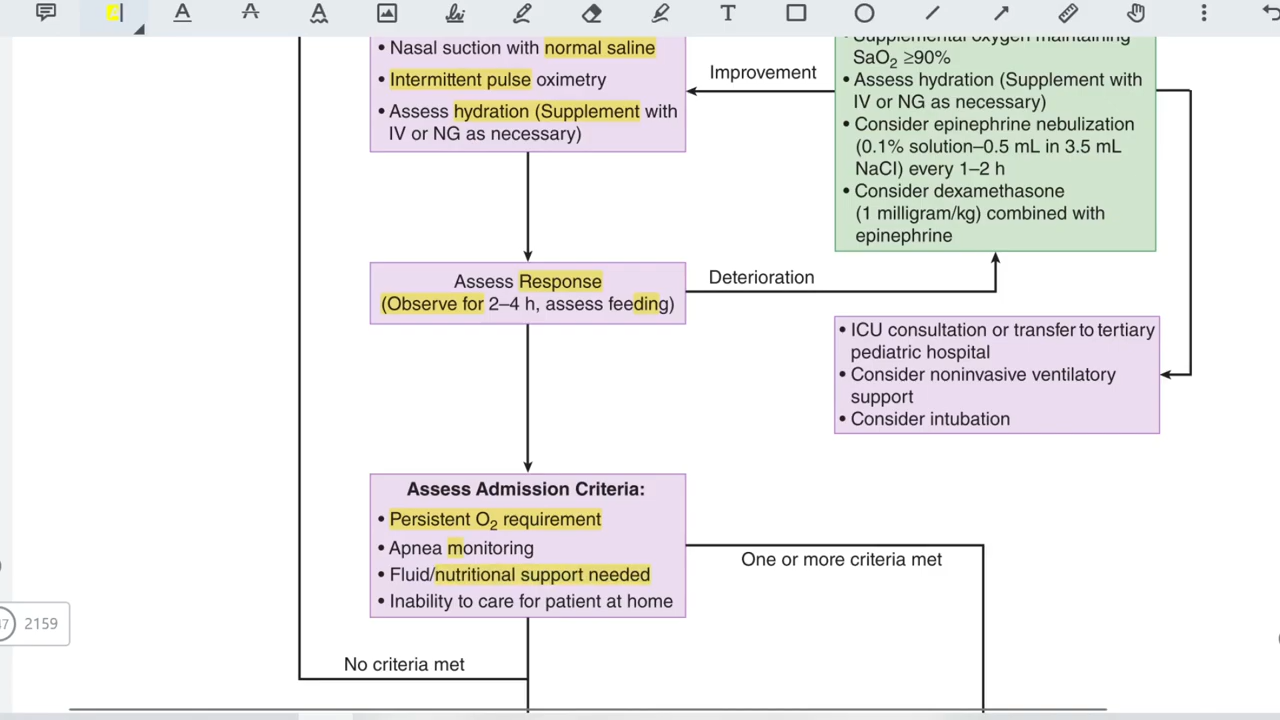 • Nasal suction with normal saline
• Intermittent pulse oximetry
• Assess hydration (Supplement with
IV or NG as necessary)
Improvement
• Supplemental oxygen maintaining
SaO2 ≥90%
• Assess hydration (Supplement with
IV or NG as necessary)
• Consider epinephrine nebulization
(0.1% solution–0.5 mL in 3.5 mL
NaCl) every 1–2 h
• Consider dexamethasone
(1 milligram/kg) combined with
epinephrine
Assess Response
(Observe for 2–4 h, assess feeding)
Deterioration
• ICU consultation or transfer to tertiary
pediatric hospital
• Consider noninvasive ventilatory
support
• Consider intubation
Assess Admission Criteria:
• Persistent O2 requirement
• Apnea monitoring
• Fluid/nutritional support needed
• Inability to care for patient at home
One or more criteria met
No criteria met
47 2159